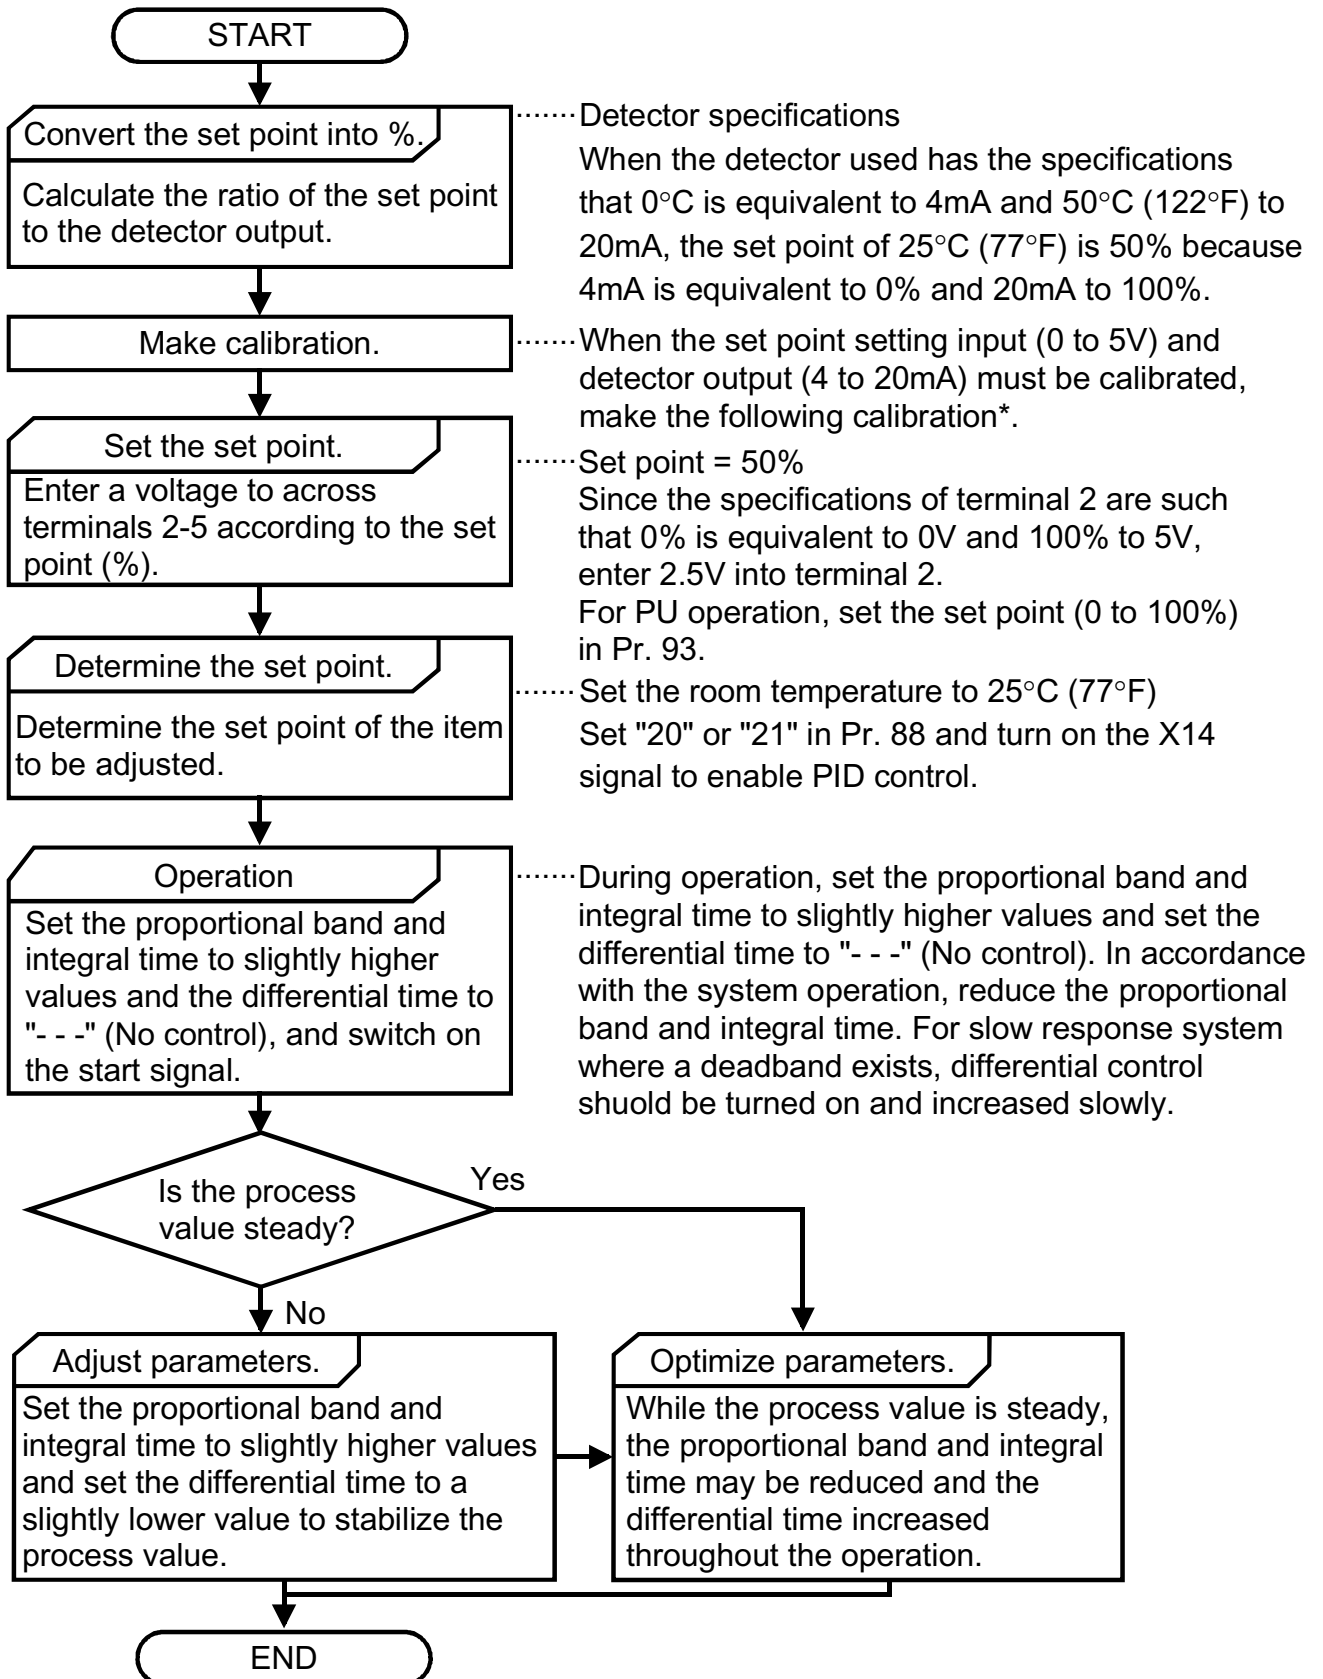 START
Convert the set point into %.
Calculate the ratio of the set point
to the detector output.
Detector specifications
When the detector used has the specifications
that 0°C is equivalent to 4mA and 50°C (122°F) to
20mA, the set point of 25°C (77°F) is 50% because
4mA is equivalent to 0% and 20mA to 100%.
Make calibration.
When the set point setting input (0 to 5V) and
detector output (4 to 20mA) must be calibrated,
make the following calibration*.
Set the set point.
Enter a voltage to across
terminals 2-5 according to the set
point (%).
Set point = 50%
Since the specifications of terminal 2 are such
that 0% is equivalent to 0V and 100% to 5V,
enter 2.5V into terminal 2.
For PU operation, set the set point (0 to 100%)
in Pr. 93.
Determine the set point.
Determine the set point of the item
to be adjusted.
Set the room temperature to 25°C (77°F)
Set "20" or "21" in Pr. 88 and turn on the X14
signal to enable PID control.
Operation
Set the proportional band and
integral time to slightly higher
values and the differential time to
"- - -" (No control), and switch on
the start signal.
During operation, set the proportional band and
integral time to slightly higher values and set the
differential time to "- - -" (No control). In accordance
with the system operation, reduce the proportional
band and integral time. For slow response system
where a deadband exists, differential control
shuold be turned on and increased slowly.
Is the process
value steady?
Yes
No
Adjust parameters.
Set the proportional band and
integral time to slightly higher values
and set the differential time to a
slightly lower value to stabilize the
process value.
Optimize parameters.
While the process value is steady,
the proportional band and integral
time may be reduced and the
differential time increased
throughout the operation.
END